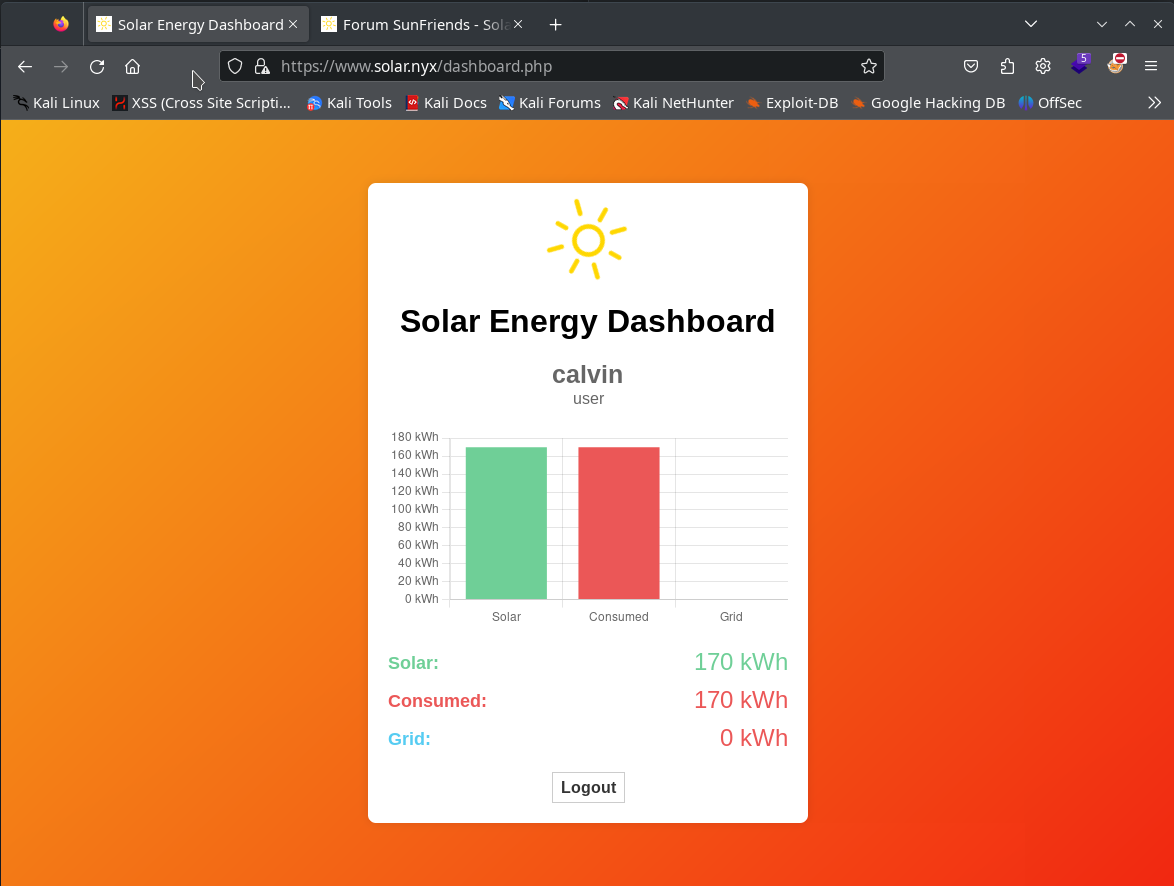 Solar Energy Dashboard
Forum SunFriends - Sola
https://www.solar.nyx/dashboard.php
5
Kali Linux XSS (Cross Site Scripti... Kali Tools Kali Docs Kali Forums Kali NetHunter Exploit-DB Google Hacking DB OffSec
Solar Energy Dashboard
calvin
user
180 kWh
160 kWh
140 kWh
120 kWh
100 kWh
80 kWh
60 kWh
40 kWh
20 kWh
0 kWh
Solar Consumed Grid
Solar: 170 kWh
Consumed: 170 kWh
Grid: 0 kWh
Logout